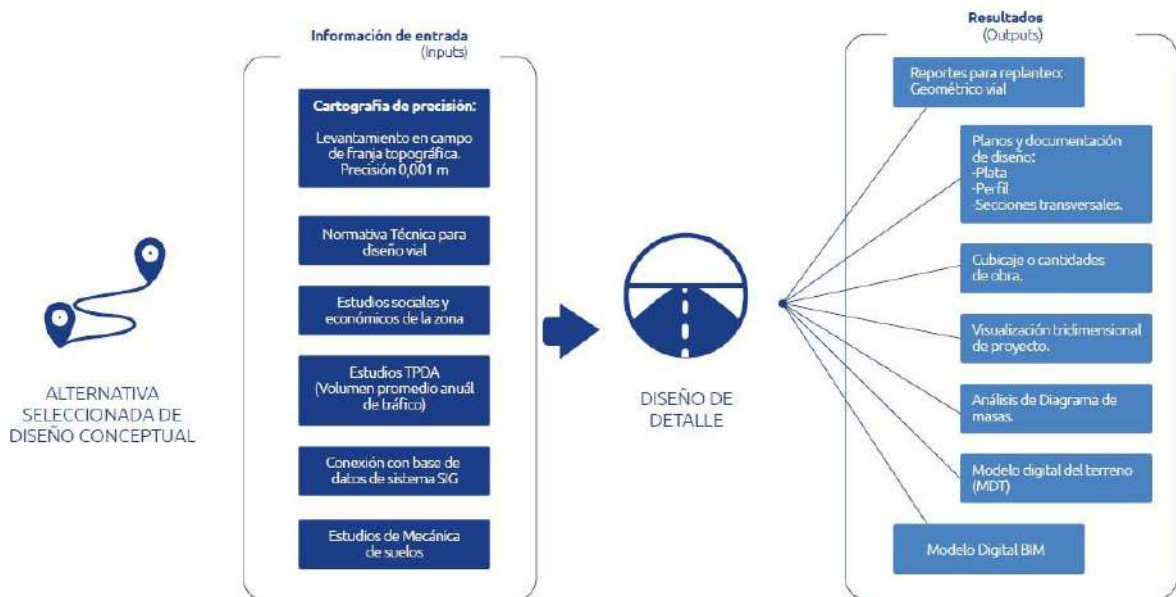 ALTERNATIVA
SELECCIONADA DE
DISEÑO CONCEPTUAL
Información de entrada
(Inputs)
Cartografía de precisión:
Levantamiento en campo
de franja topográfica.
Precisión 0,001 m
Normativa Técnica para
diseño vial
Estudios sociales y
económicos de la zona
Estudios TPDA
(Volumen promedio anuál
de tráfico)
Conexión con base de
datos de sistema SIG
Estudios de Mecánica
de suelos
DISEÑO DE
DETALLE
Resultados
(Outputs)
Reportes para replanteo:
Geométrico vial
Planos y documentación
de diseño:
-Plata
-Perfil
-Secciones transversales.
Cubicaje o cantidades
de obra.
Visualización tridimensional
de proyecto.
Análisis de Diagrama de
masas.
Modelo digital del terreno
(MDT)
Modelo Digital BIM